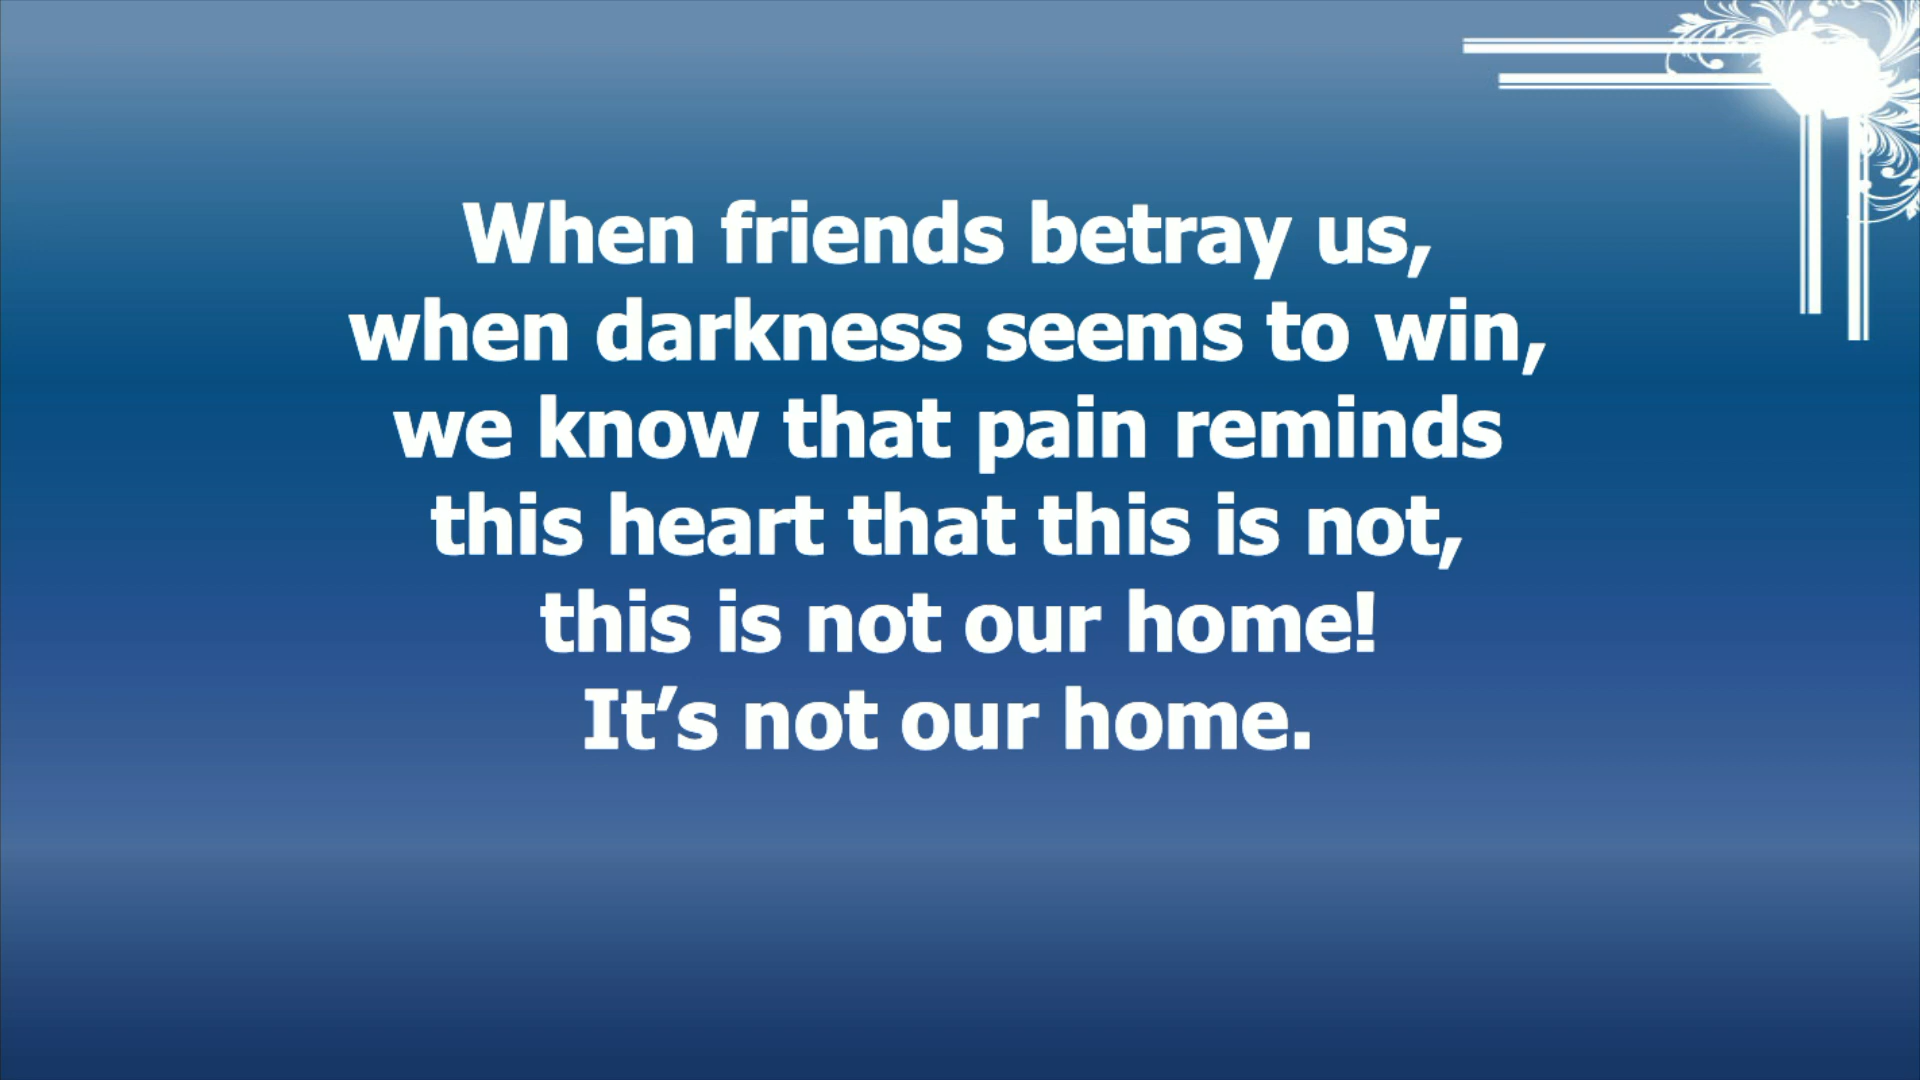 When friends betray us,
when darkness seems to win,
we know that pain reminds
this heart that this is not,
this is not our home!
It’s not our home.